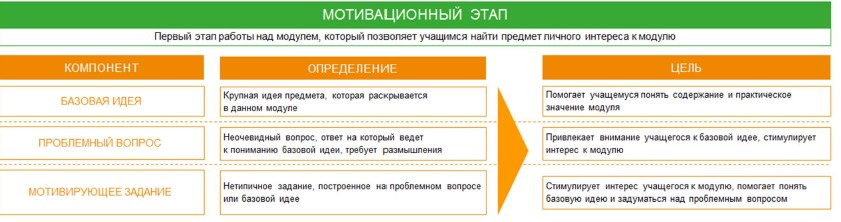 МОТИВАЦИОННЫЙ ЭТАП
Первый этап работы над модулем, который позволяет учащимся найти предмет личного интереса к модулю
КОМПОНЕНТ
ОПРЕДЕЛЕНИЕ
ЦЕЛЬ
БАЗОВАЯ ИДЕЯ
Крупная идея предмета, которая раскрывается
в данном модуле
Помогает учащемуся понять содержание и практическое
значение модуля
ПРОБЛЕМНЫЙ ВОПРОС
Неочевидный вопрос, ответ на который ведет
к пониманию базовой идеи, требует размышления
Привлекает внимание учащегося к базовой идее, стимулирует
интерес к модулю
МОТИВИРУЮЩЕЕ ЗАДАНИЕ
Нетипичное задание, построенное на проблемном вопросе
или базовой идее
Стимулирует интерес учащегося к модулю, помогает понять
базовую идею и задуматься над проблемным вопросом